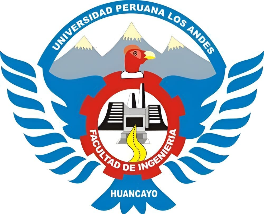 UNIVERSIDAD PERUANA LOS ANDES
FACULTAD DE INGENIERIA
HUANCAYO